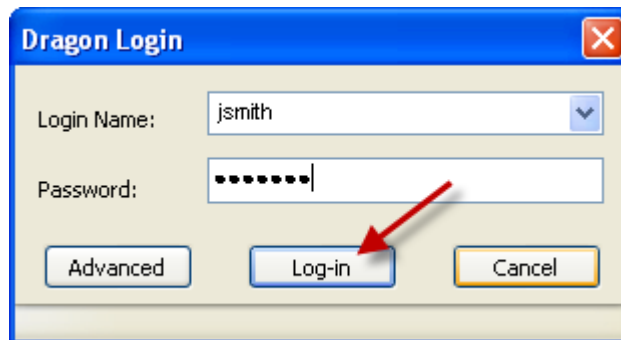 Dragon Login
Login Name: jsmith
Password: •••••••
Advanced Log-in Cancel